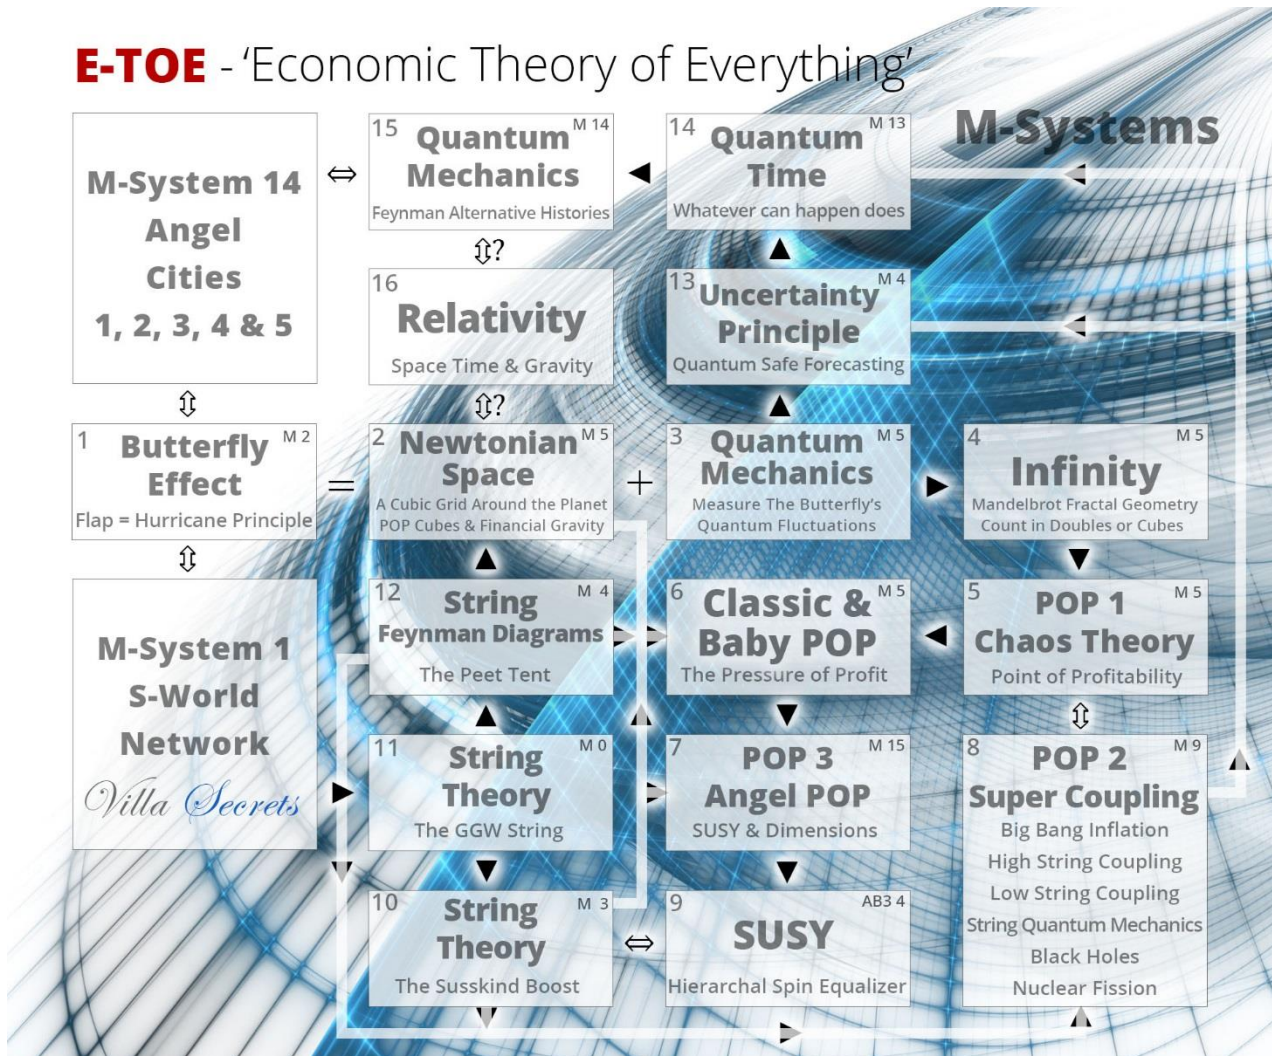 E-TOE - ‘Economic Theory of Everything’
M-Systems
M-System 14
Angel
Cities
1, 2, 3, 4 & 5
15
M 14
Quantum
Mechanics
Feynman Alternative Histories
14
M 13
Quantum
Time
Whatever can happen does
?
16
Relativity
Space Time & Gravity
13
M 4
Uncertainty
Principle
Quantum Safe Forecasting
?
1
M 2
Butterfly
Effect
Flap = Hurricane Principle
=
2
M 5
Newtonian
Space
A Cubic Grid Around the Planet
POP Cubes & Financial Gravity
+
3
M 5
Quantum
Mechanics
Measure The Butterfly's
Quantum Fluctuations
4
M 5
Infinity
Mandelbrot Fractal Geometry
Count in Doubles or Cubes
M-System 1
S-World
Network
Villa Secrets
12
M 4
String
Feynman Diagrams
The Peet Tent
6
M 5
Classic &
Baby POP
The Pressure of Profit
5
M 5
POP 1
Chaos Theory
Point of Profitability
11
M 0
String
Theory
The GGW String
7
M 15
POP 3
Angel POP
SUSY & Dimensions
8
M 9
POP 2
Super Coupling
Big Bang Inflation
High String Coupling
Low String Coupling
String Quantum Mechanics
Black Holes
Nuclear Fission
10
M 3
String
Theory
The Susskind Boost
9
AB3 4
SUSY
Hierarchal Spin Equalizer